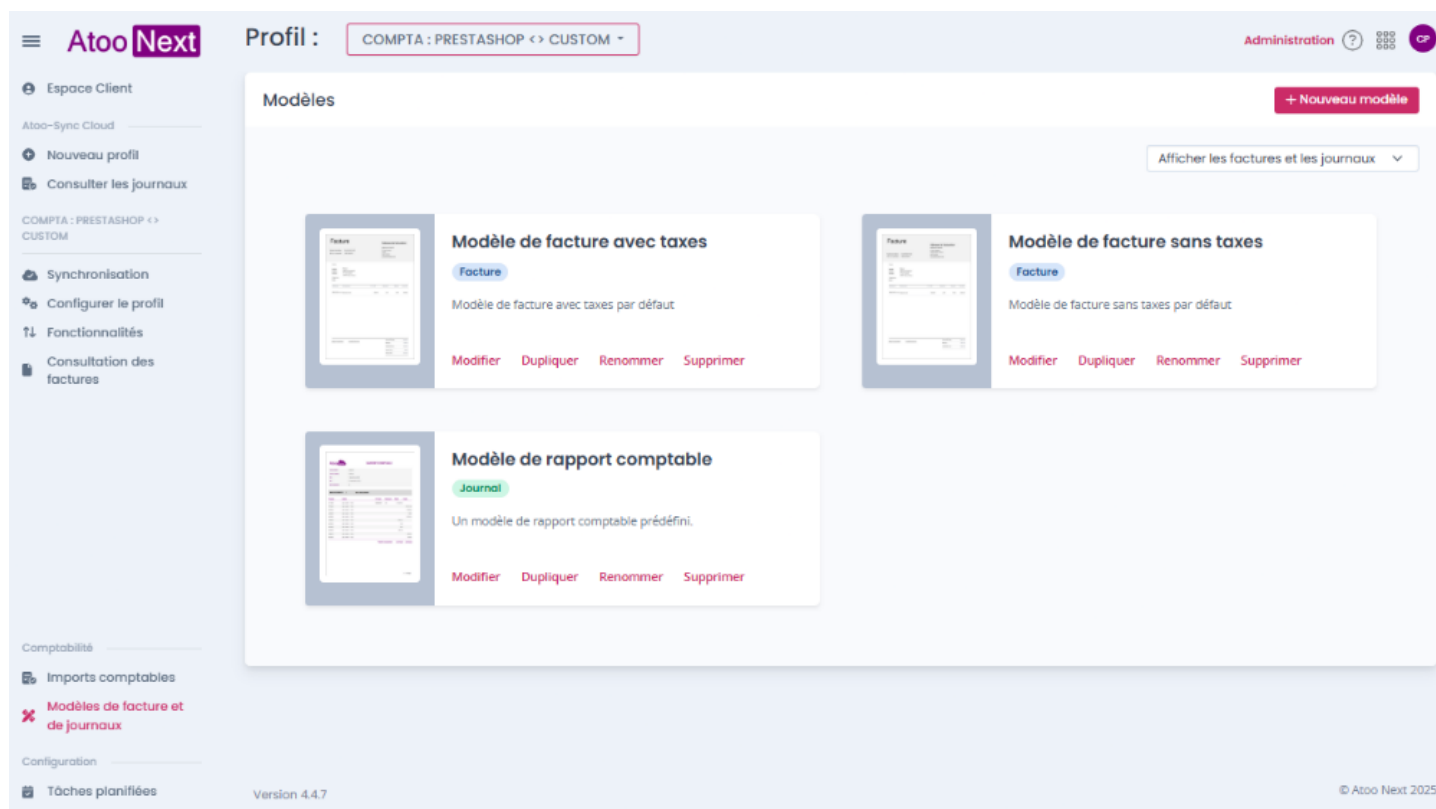 Atoo Next
Profil :
COMPTA : PRESTASHOP <> CUSTOM
Administration
?
CP
Espace Client
Atoo-Sync Cloud
Nouveau profil
Consulter les journaux
COMPTA : PRESTASHOP <>
CUSTOM
Synchronisation
Configurer le profil
Fonctionnalités
Consultation des
factures
Comptabilité
Imports comptables
Modèles de facture et
de journaux
Configuration
Tâches planifiées
Modèles
+ Nouveau modèle
Afficher les factures et les journaux
Facture
Modèle de facture avec taxes
Facture
Modèle de facture avec taxes par défaut
Modifier Dupliquer Renommer Supprimer
Facture
Modèle de facture sans taxes
Facture
Modèle de facture sans taxes par défaut
Modifier Dupliquer Renommer Supprimer
Modèle de rapport comptable
Journal
Un modèle de rapport comptable prédéfini.
Modifier Dupliquer Renommer Supprimer
Version 4.4.7
© Atoo Next 2025